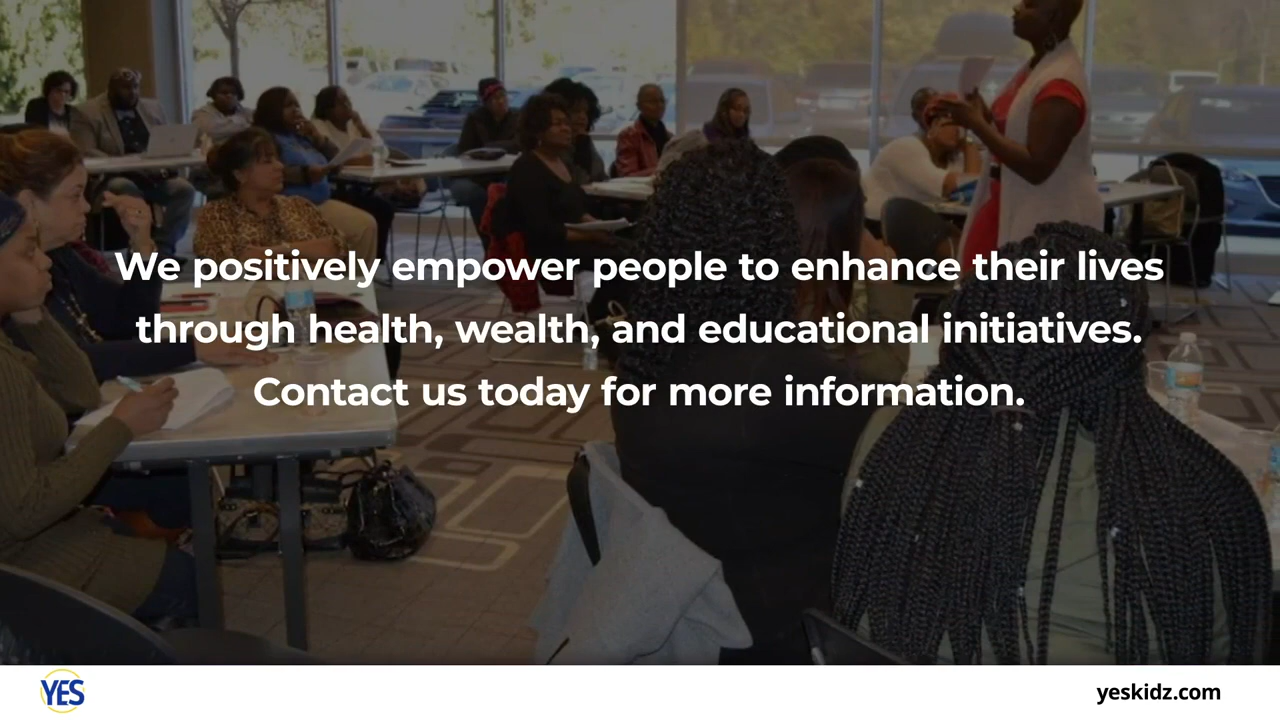 We positively empower people to enhance their lives
through health, wealth, and educational initiatives.
Contact us today for more information.
YES
yeskidz.com